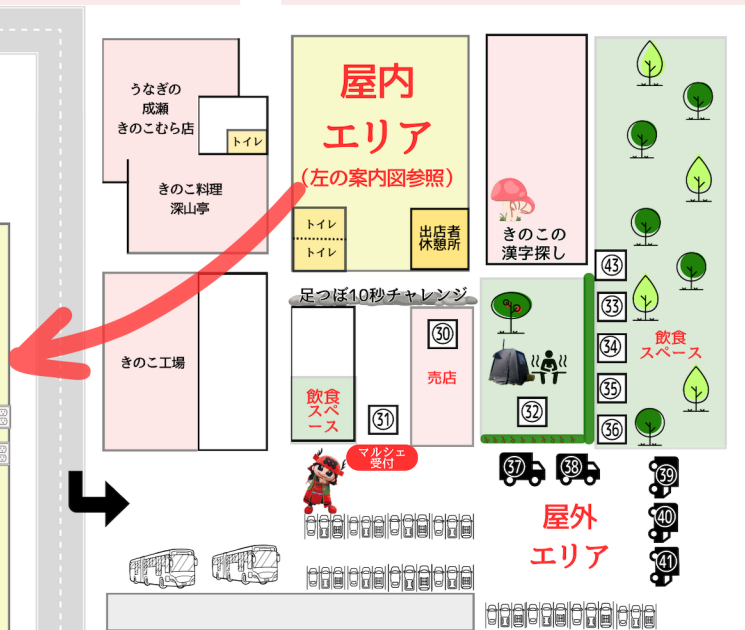 うなぎの
成瀬
きのこむら店
トイレ
きのこ料理
深山亭
屋内
エリア
(左の案内図参照)
トイレ
トイレ
出店者
休憩所
きのこの
漢字探し
足つぼ10秒チャレンジ
きのこ工場
飲食
スペ
ース
㉚
売店
㉛
マルシェ
受付
㉜
㊸
㉝
㉞
㉟
㊱
飲食
スペース
㊲
㊳
㊴
㊵
㊶
屋外
エリア